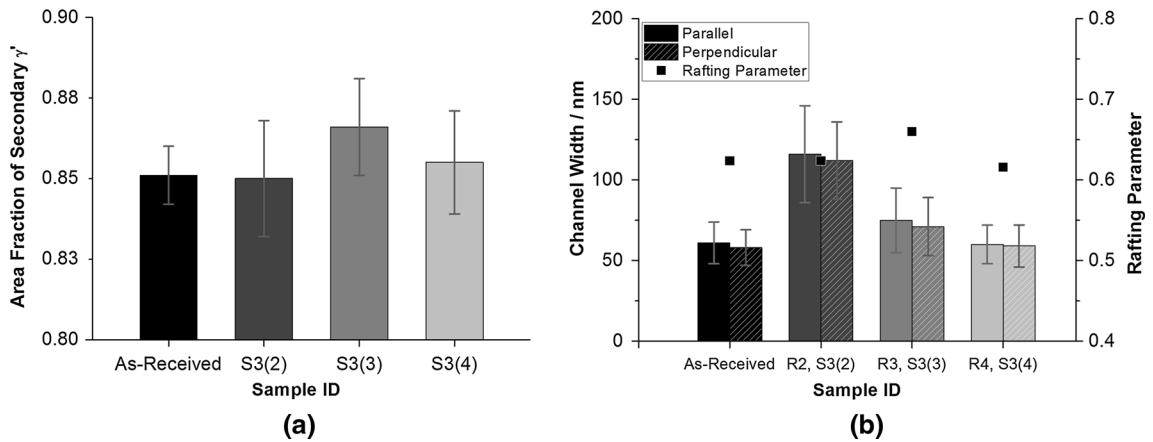 0.90
0.88
0.85
0.83
0.80
Area Fraction of Secondary γ'
As-Received S3(2) S3(3) S3(4)
Sample ID
(a)
200
150
100
50
0
Channel Width / nm
Parallel
Perpendicular
Rafting Parameter
0.8
0.7
0.6
0.5
0.4
Rafting Parameter
As-Received R2, S3(2) R3, S3(3) R4, S3(4)
Sample ID
(b)